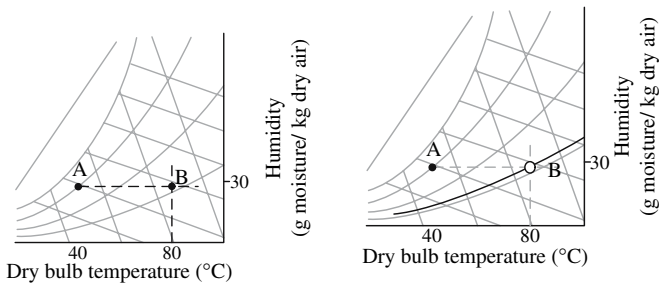 A
B
30
40
80
Dry bulb temperature (°C)
Humidity
(g moisture/ kg dry air)
A
B
30
40
80
Dry bulb temperature (°C)
Humidity
(g moisture/ kg dry air)